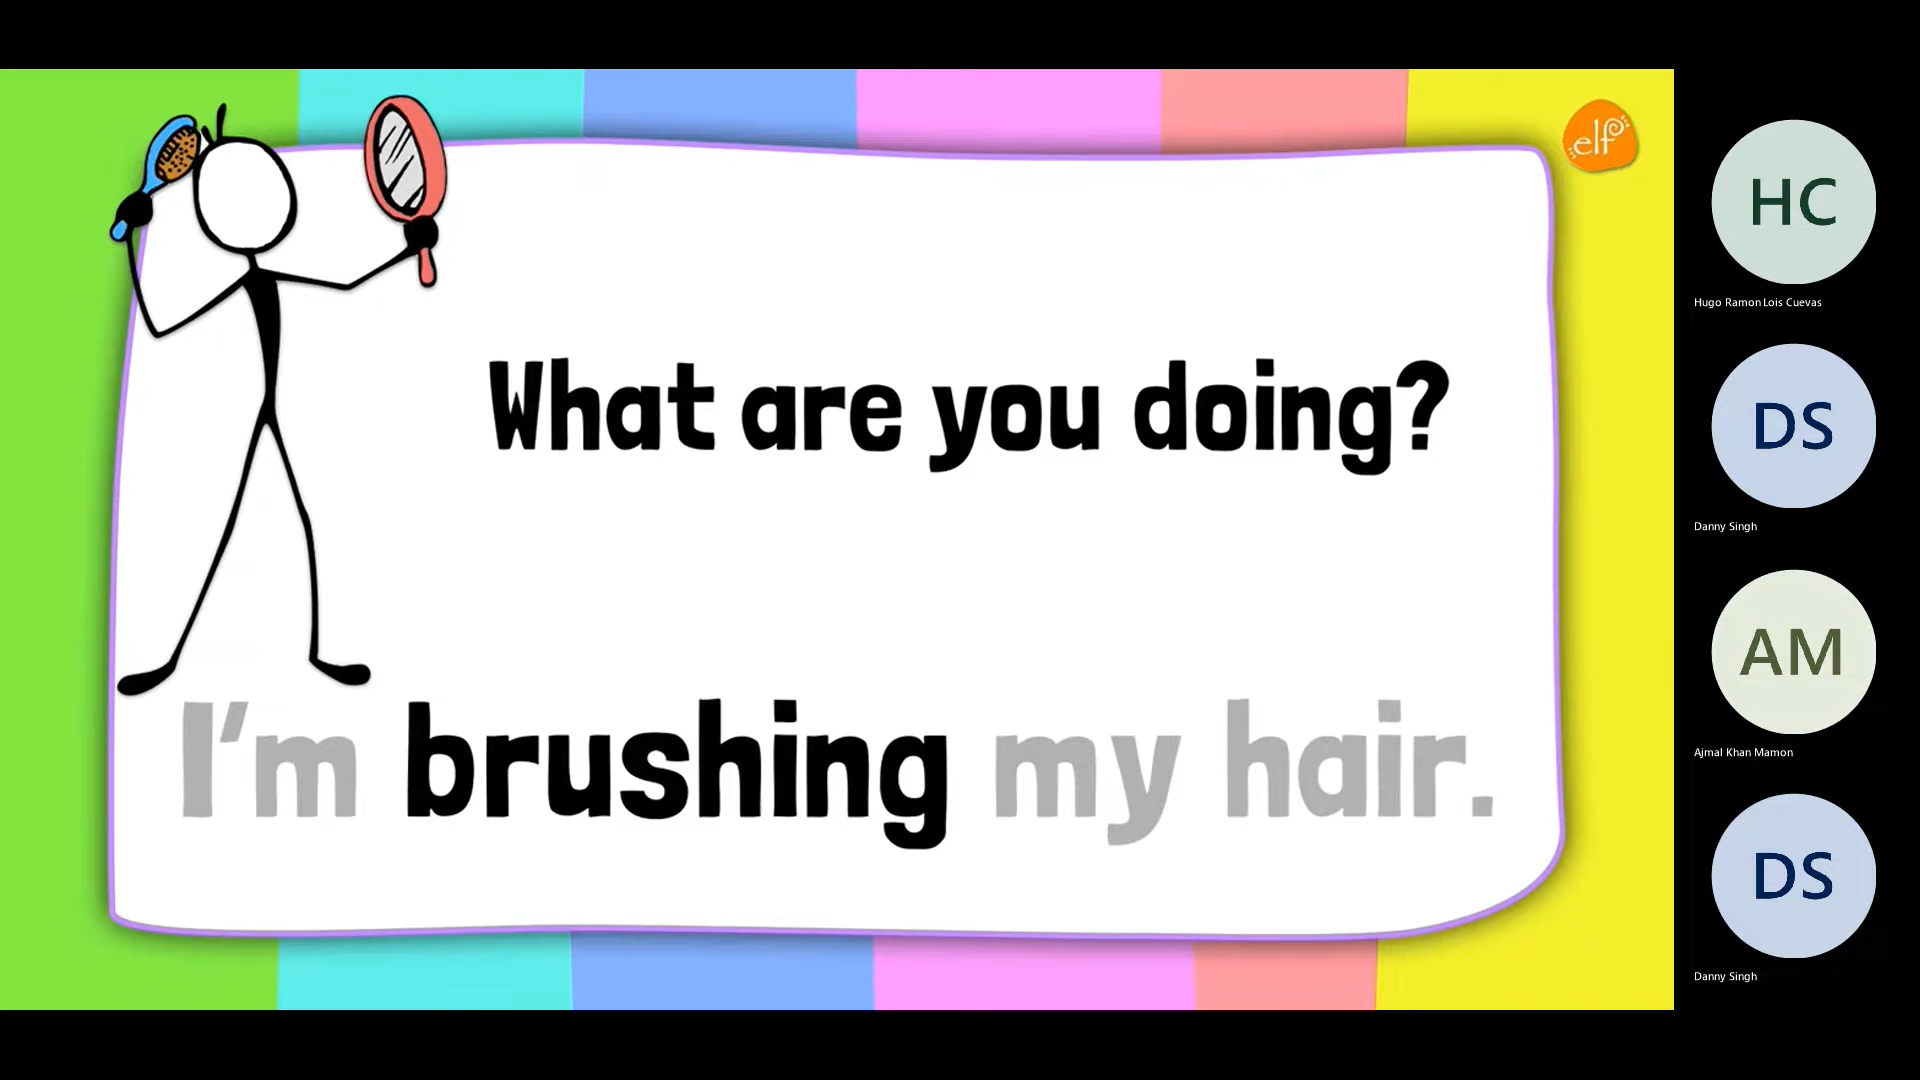 elf
What are you doing?
I'm brushing my hair.
HC
Hugo Ramon Lois Cuevas
DS
Danny Singh
AM
Ajmal Khan Mamon
DS
Danny Singh